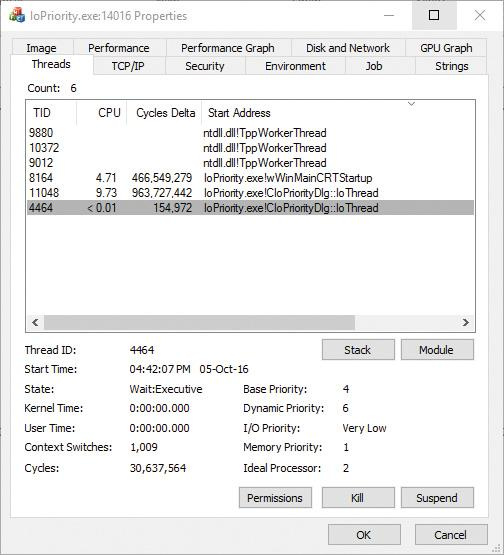 IoPriority.exe:14016 Properties
Image Performance Performance Graph Disk and Network GPU Graph
Threads TCP/IP Security Environment Job Strings
Count: 6
TID CPU Cycles Delta Start Address
9880 ntdll.dll!TppWorkerThread
10372 ntdll.dll!TppWorkerThread
9012 ntdll.dll!TppWorkerThread
8164 4.71 466,549,279 IoPriority.exe!wWinMainCRTStartup
11048 9.73 963,727,442 IoPriority.exe!CIoPriorityDlg::IoThread
4464 < 0.01 154,972 IoPriority.exe!CIoPriorityDlg::IoThread
Thread ID: 4464 Stack Module
Start Time: 04:42:07 PM 05-Oct-16
State: Wait:Executive Base Priority: 4
Kernel Time: 0:00:00.000 Dynamic Priority: 6
User Time: 0:00:00.000 I/O Priority: Very Low
Context Switches: 1,009 Memory Priority: 1
Cycles: 30,637,564 Ideal Processor: 2
Permissions Kill Suspend
OK Cancel